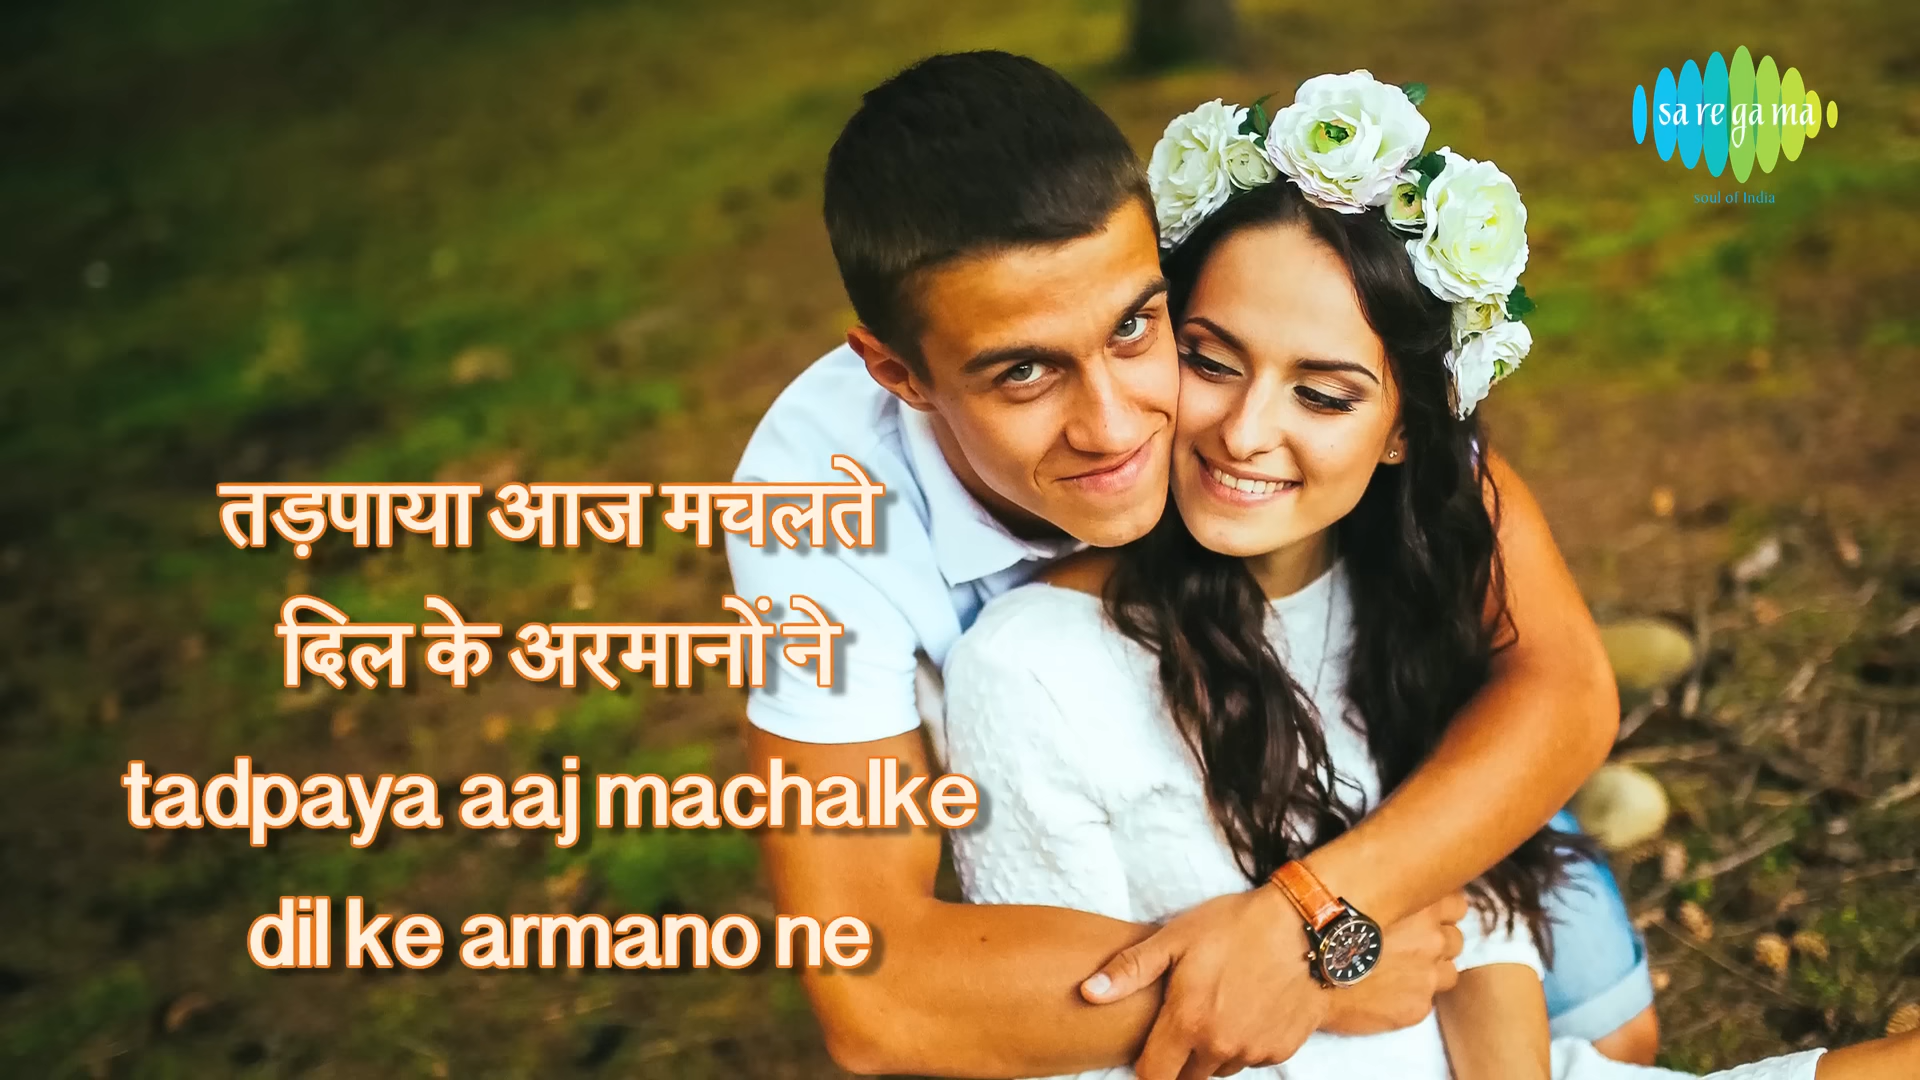 sa re ga ma
soul of India
तड़पाया आज मचलते
दिल के अरमानों ने
tadpaya aaj machalke
dil ke armano ne